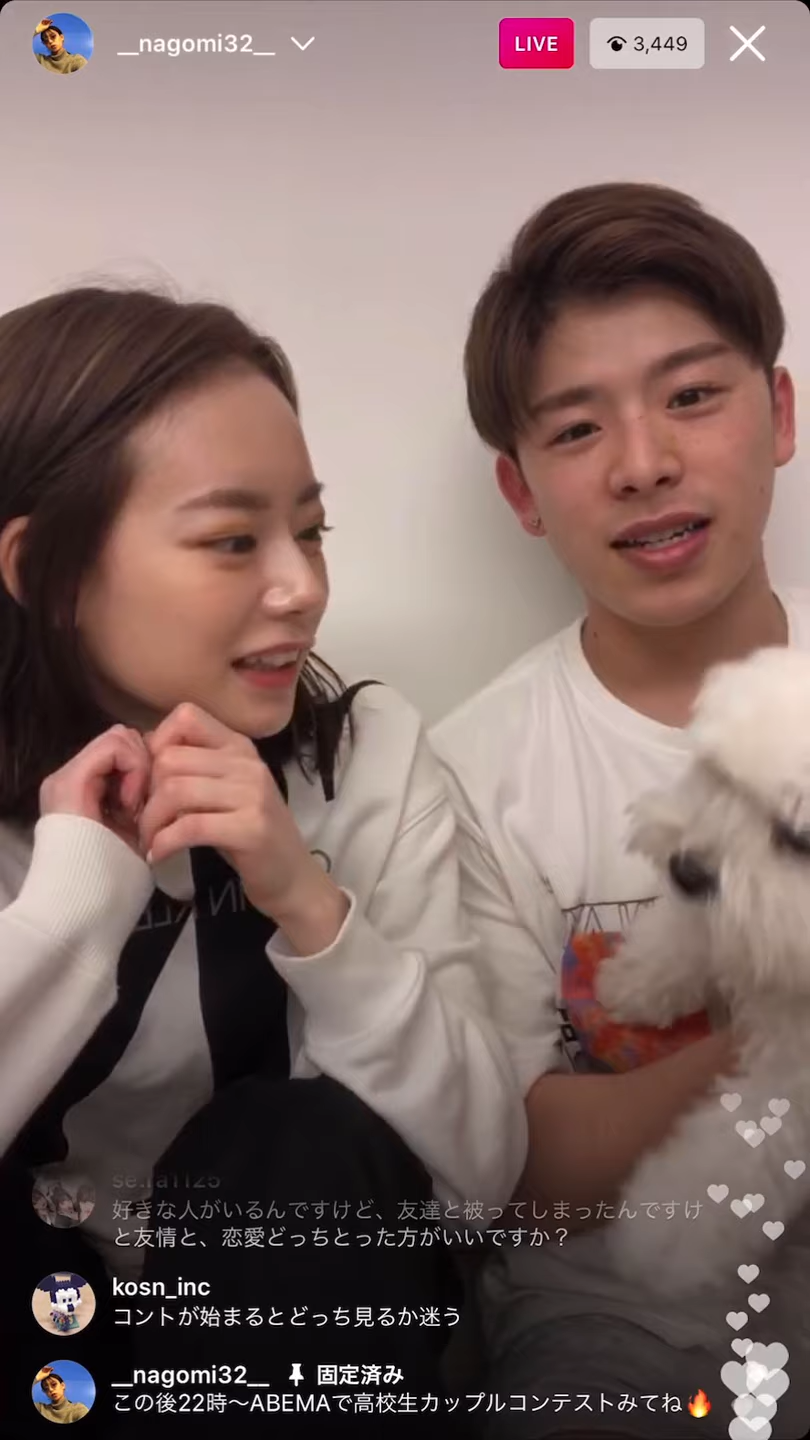 __nagomi32__
LIVE
3,449
se.ra1125
好きな人がいるんですけど、友達と被ってしまったんですけ
ど友情と、恋愛どっちとった方がいいですか？
kosn_inc
コントが始まるとどっち見るか迷う
__nagomi32__ 固定済み
この後22時〜ABEMAで高校生カップルコンテストみてね🔥